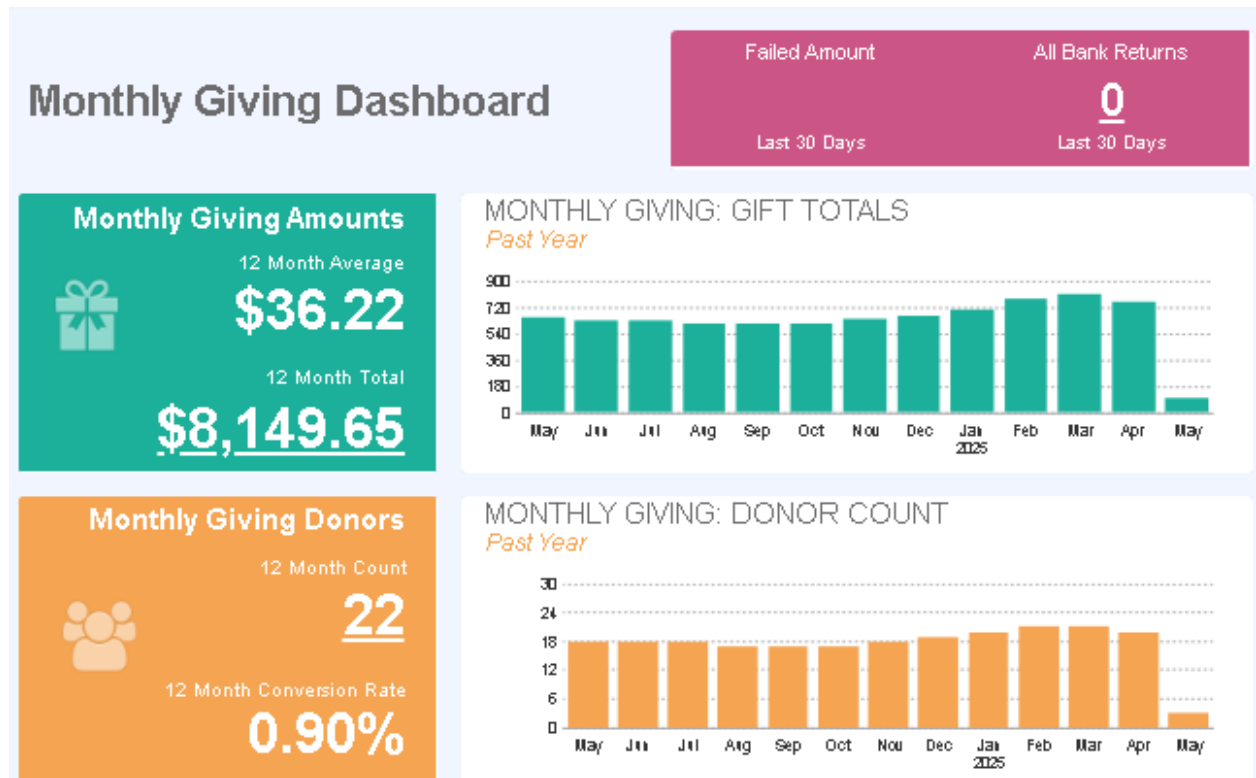 Monthly Giving Dashboard
Failed Amount
Last 30 Days
All Bank Returns
0
Last 30 Days
Monthly Giving Amounts
12 Month Average
$36.22
12 Month Total
$8,149.65
MONTHLY GIVING: GIFT TOTALS
Past Year
900
720
540
360
180
0
May Jun Jul Aug Sep Oct Nov Dec Jan Feb Mar Apr May
2025
Monthly Giving Donors
12 Month Count
22
12 Month Conversion Rate
0.90%
MONTHLY GIVING: DONOR COUNT
Past Year
30
24
18
12
6
0
May Jun Jul Aug Sep Oct Nov Dec Jan Feb Mar Apr May
2025